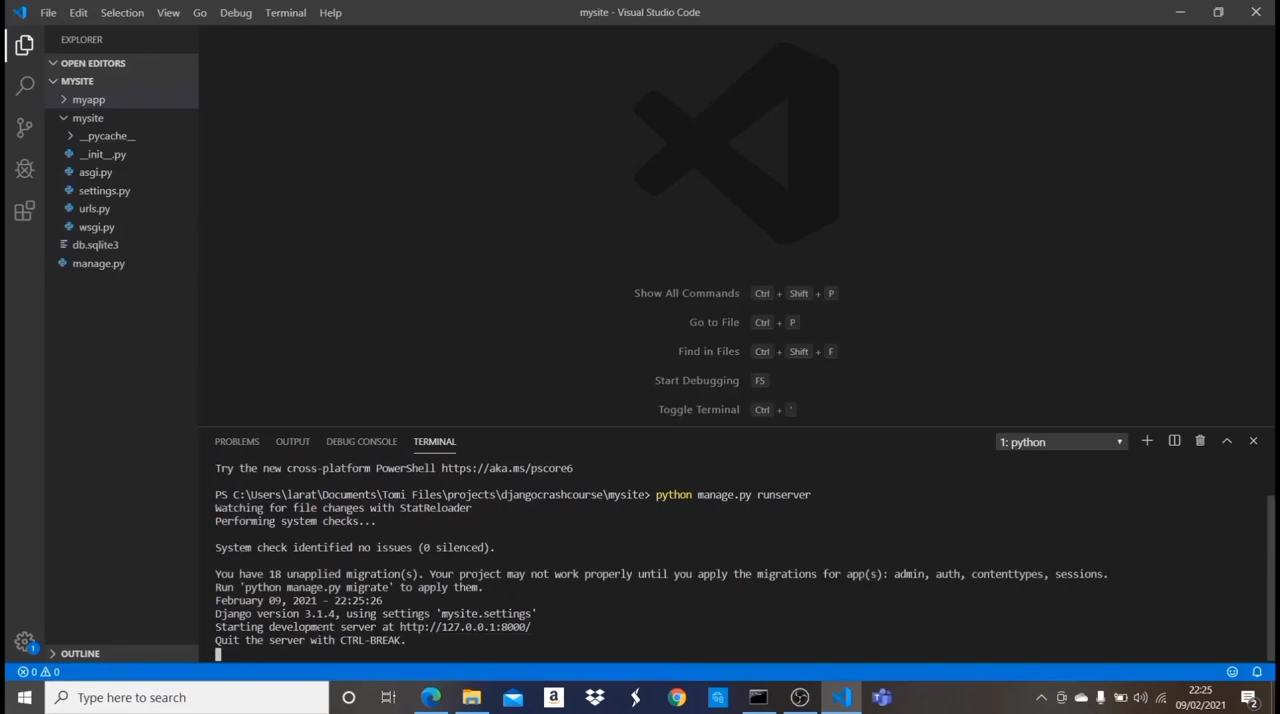 File Edit Selection View Go Debug Terminal Help
mysite - Visual Studio Code
EXPLORER
OPEN EDITORS
MYSITE
myapp
mysite
__pycache__
__init__.py
asgi.py
settings.py
urls.py
wsgi.py
db.sqlite3
manage.py
OUTLINE
Show All Commands Ctrl + Shift + P
Go to File Ctrl + P
Find in Files Ctrl + Shift + F
Start Debugging F5
Toggle Terminal Ctrl + '
PROBLEMS OUTPUT DEBUG CONSOLE TERMINAL
1: python
Try the new cross-platform PowerShell https://aka.ms/pscore6
PS C:\Users\larat\Documents\Tomi Files\projects\djangocrashcourse\mysite> python manage.py runserver
Watching for file changes with StatReloader
Performing system checks...
System check identified no issues (0 silenced).
You have 18 unapplied migration(s). Your project may not work properly until you apply the migrations for app(s): admin, auth, contenttypes, sessions.
Run 'python manage.py migrate' to apply them.
February 09, 2021 - 22:25:26
Django version 3.1.4, using settings 'mysite.settings'
Starting development server at http://127.0.0.1:8000/
Quit the server with CTRL-BREAK.
1
0 0
Type here to search
a
22:25
09/02/2021
2